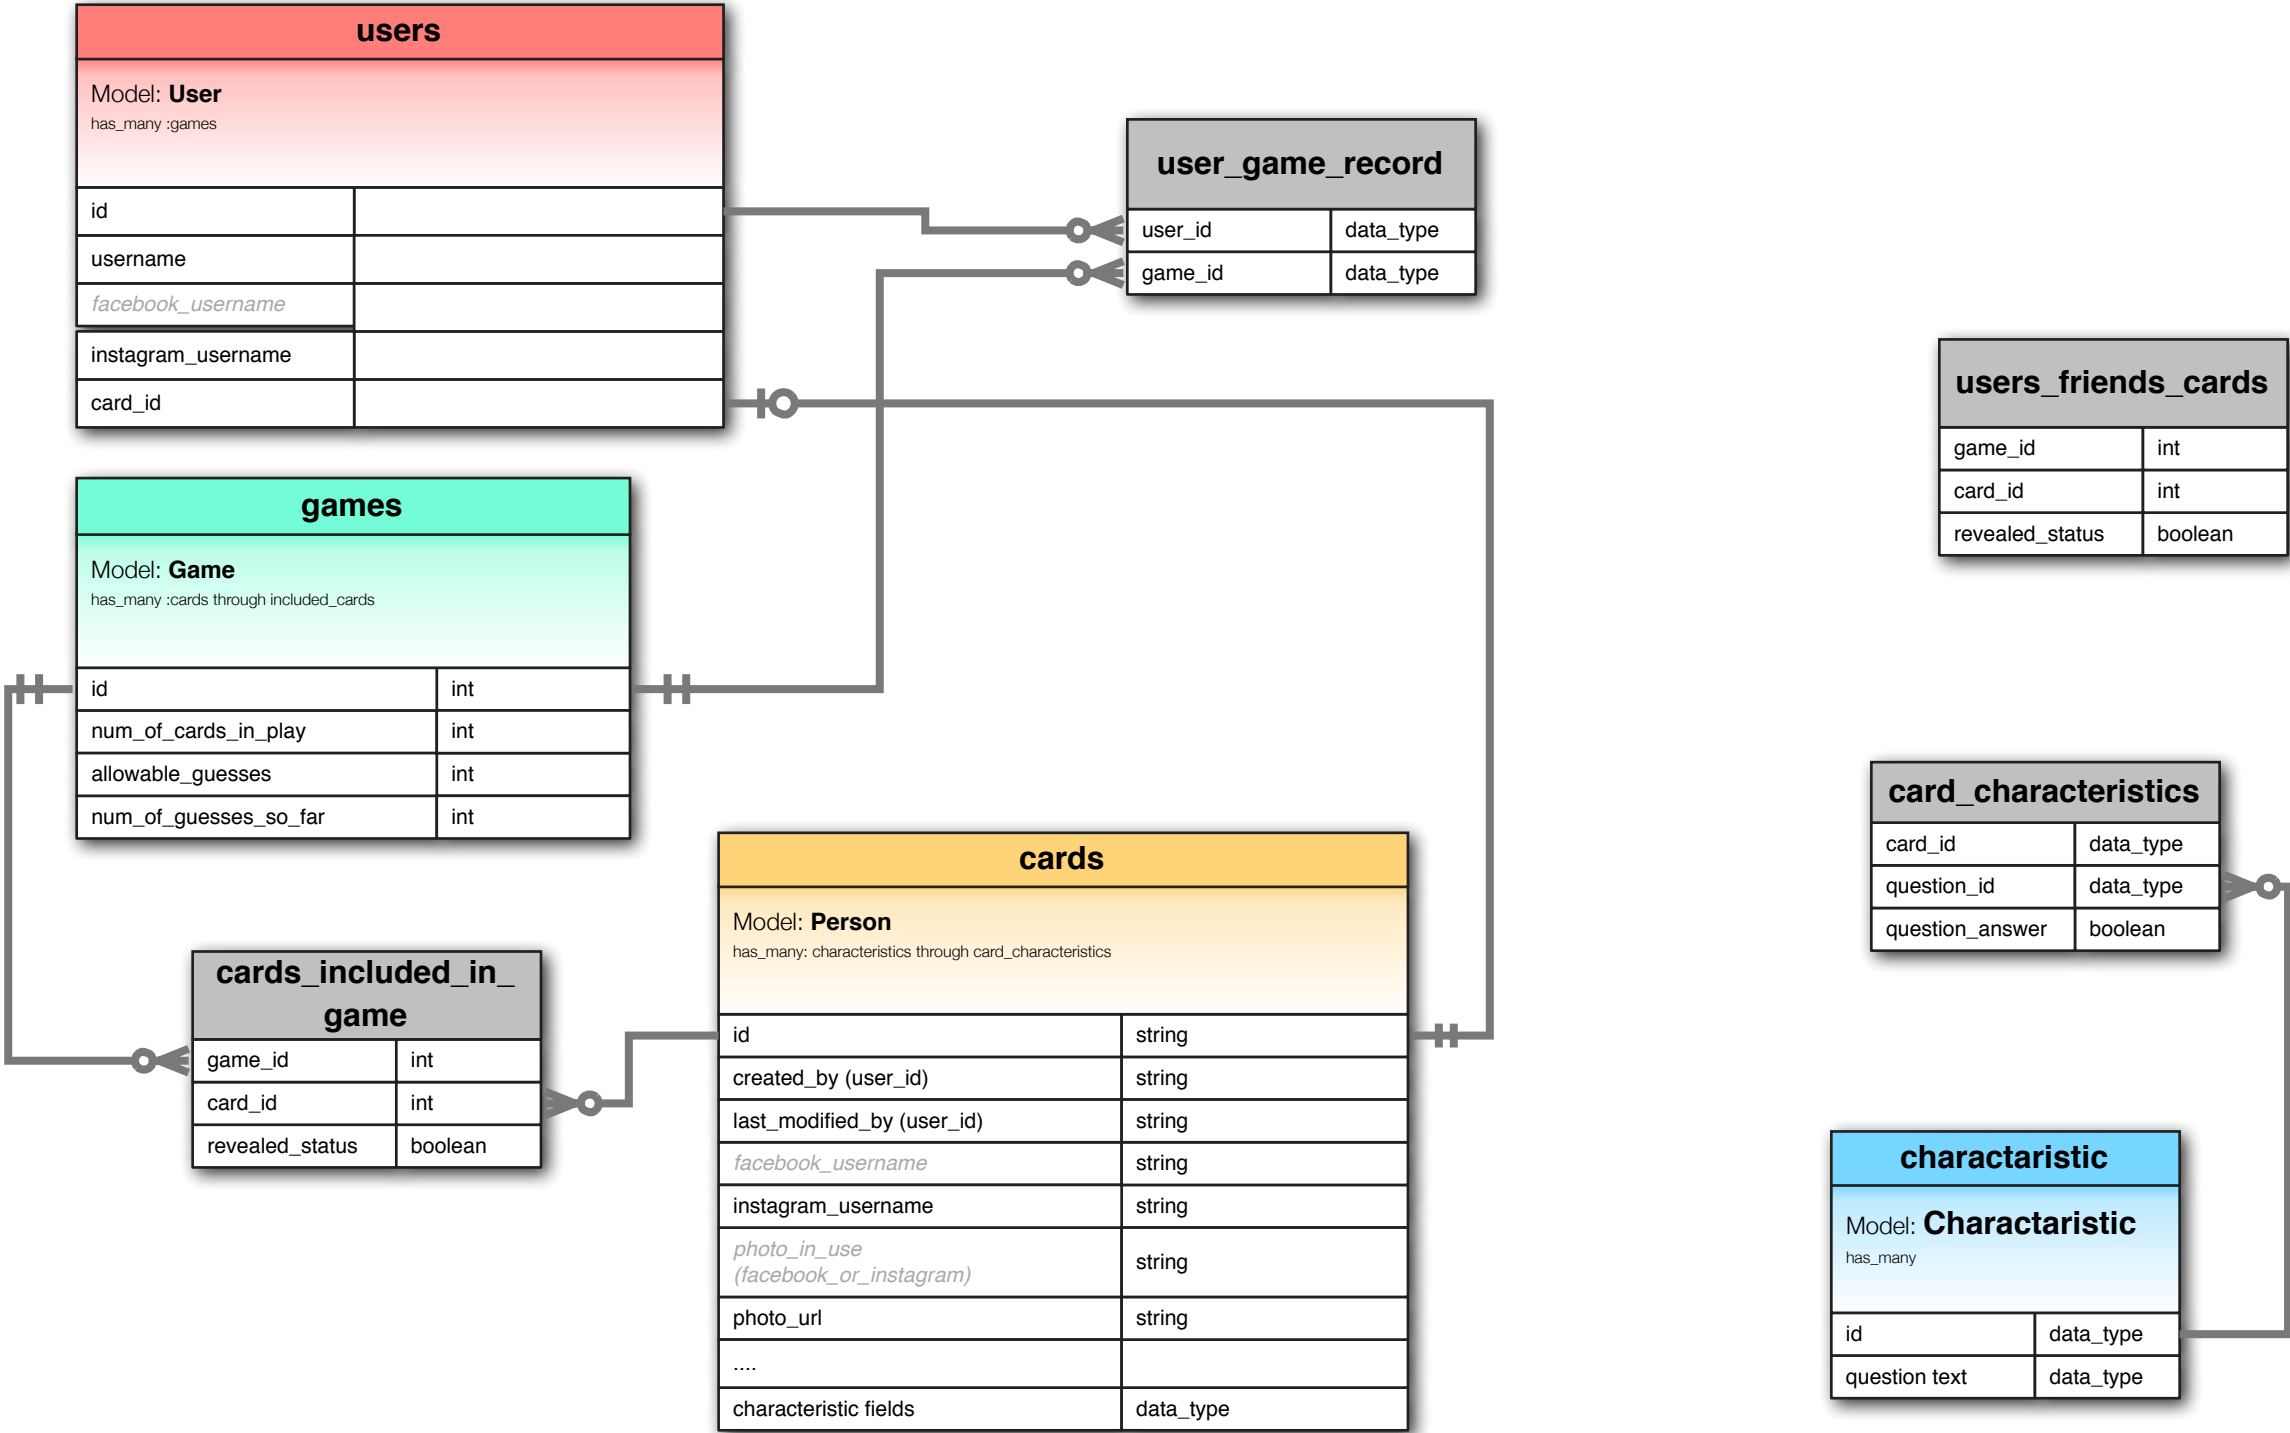 users
Model: User
has_many :games
id
username
facebook_username
instagram_username
card_id
user_game_record
user_id data_type
game_id data_type
users_friends_cards
game_id int
card_id int
revealed_status boolean
games
Model: Game
has_many :cards through included_cards
id int
num_of_cards_in_play int
allowable_guesses int
num_of_guesses_so_far int
card_characteristics
card_id data_type
question_id data_type
question_answer boolean
cards
Model: Person
has_many: characteristics through card_characteristics
id string
created_by (user_id) string
last_modified_by (user_id) string
facebook_username string
instagram_username string
photo_in_use
(facebook_or_instagram) string
photo_url string
....
characteristic fields data_type
cards_included_in_
game
game_id int
card_id int
revealed_status boolean
charactaristic
Model: Charactaristic
has_many
id data_type
question text data_type